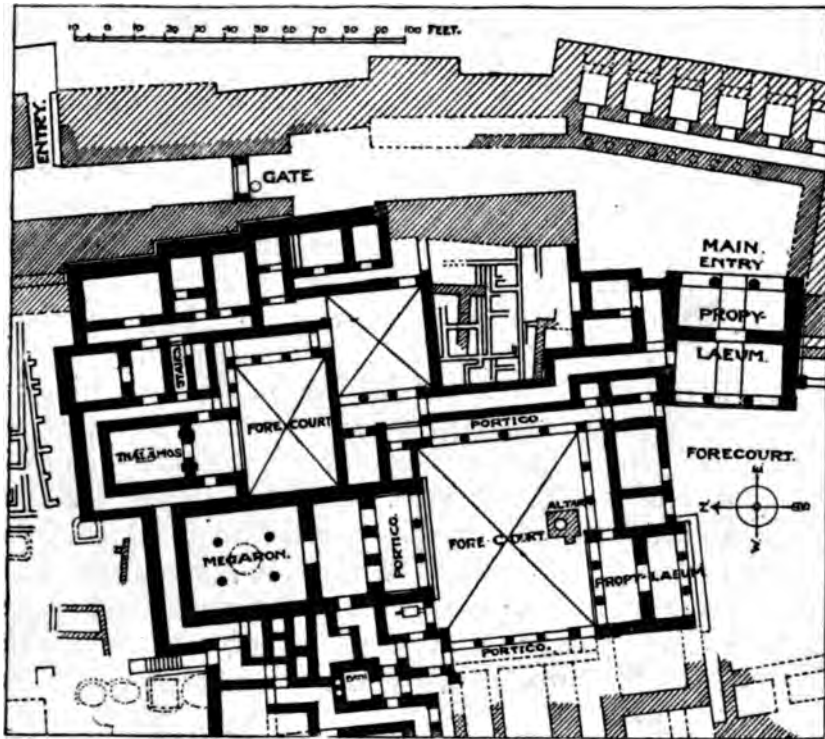 10 0 10 20 30 40 50 60 70 80 90 100 FEET.
ENTRY.
GATE
MAIN.
ENTRY
PROPY-
LAEUM.
STAIRCE
FORE COURT
PORTICO.
THALAMOS
FORECOURT.
ALTAR
E
N
S
W
MEGARON.
PORTICO.
FORE-COURT.
PROPY-LAEUM
PORTICO.
BATH